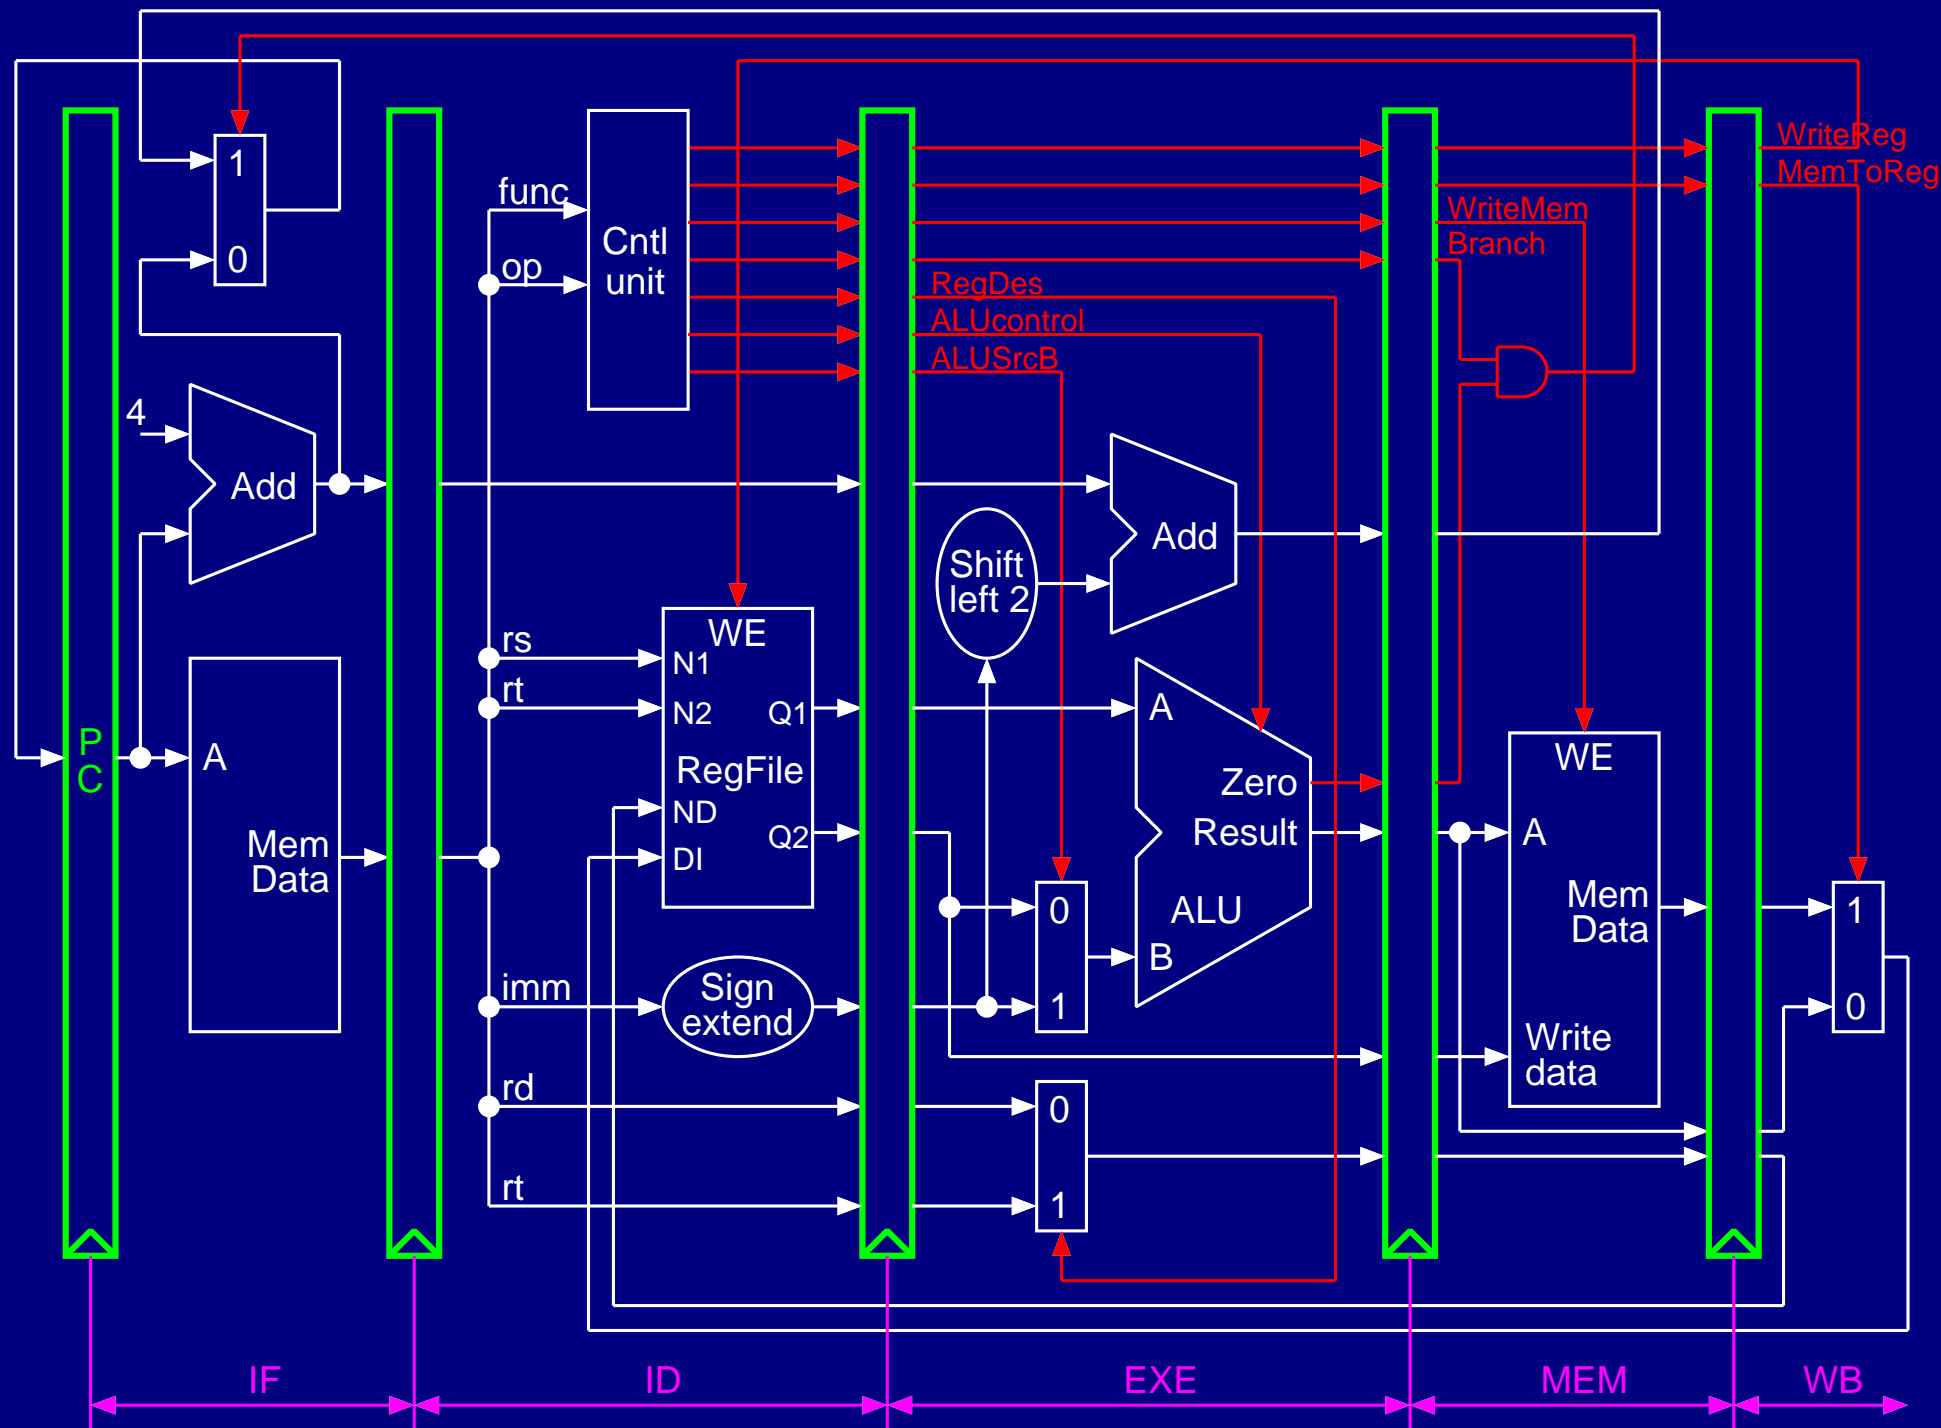 WriteReg
1
MemToReg
func
WriteMem
Cntl
unit
Branch
0
op
RegDes
ALUcontrol
ALUSrcB
4
Add
Add
Shift
left 2
WE
rs
N1
rt
N2
Q1
A
P
C
A
RegFile
WE
Zero
ND
Q2
Result
A
DI
Mem
Data
0
ALU
Mem
Data
1
B
imm
Sign
extend
1
0
Write
data
rd
0
rt
1
IF
ID
EXE
MEM
WB